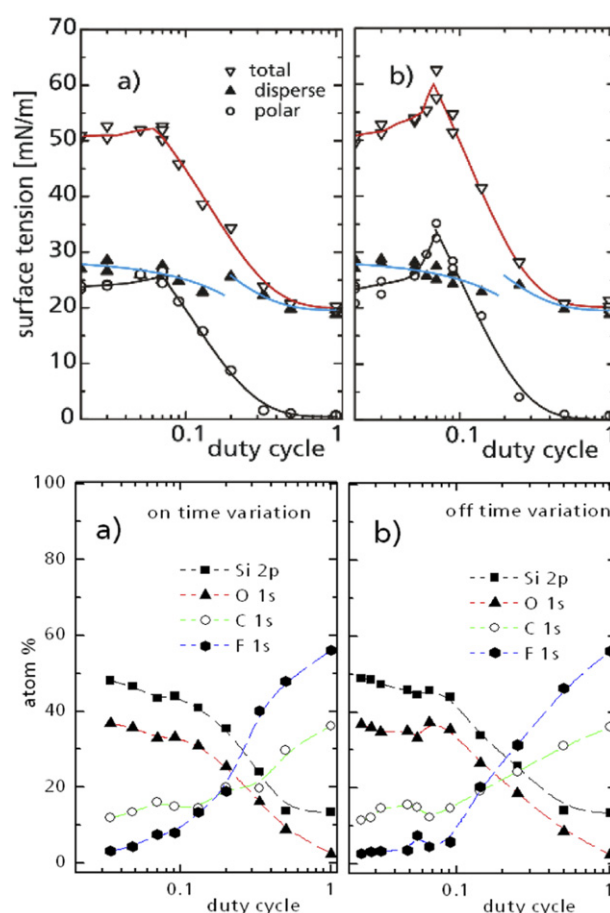 70
60
50
40
30
20
10
0
surface tension [mN/m]
a)
total
disperse
polar
b)
0.1
1
0.1
1
duty cycle
duty cycle
100
80
60
40
20
0
atom %
a)
on time variation
Si 2p
O 1s
C 1s
F 1s
b)
off time variation
Si 2p
O 1s
C 1s
F 1s
0.1
1
0.1
1
duty cycle
duty cycle